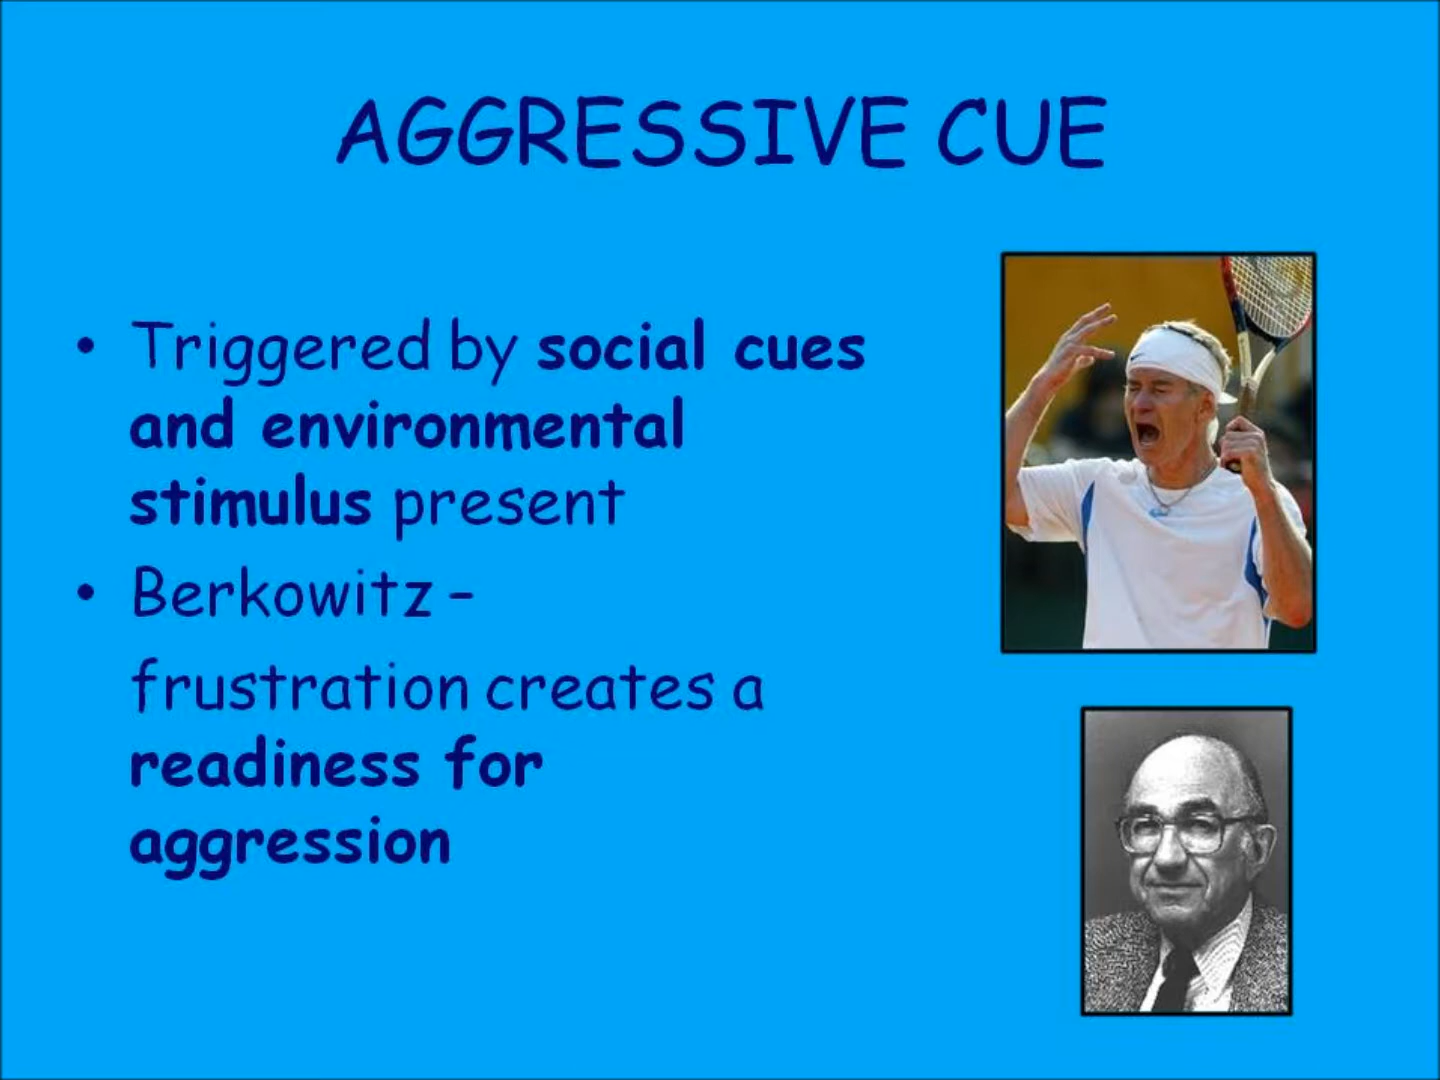 AGGRESSIVE CUE
• Triggered by social cues
and environmental
stimulus present
• Berkowitz –
frustration creates a
readiness for
aggression